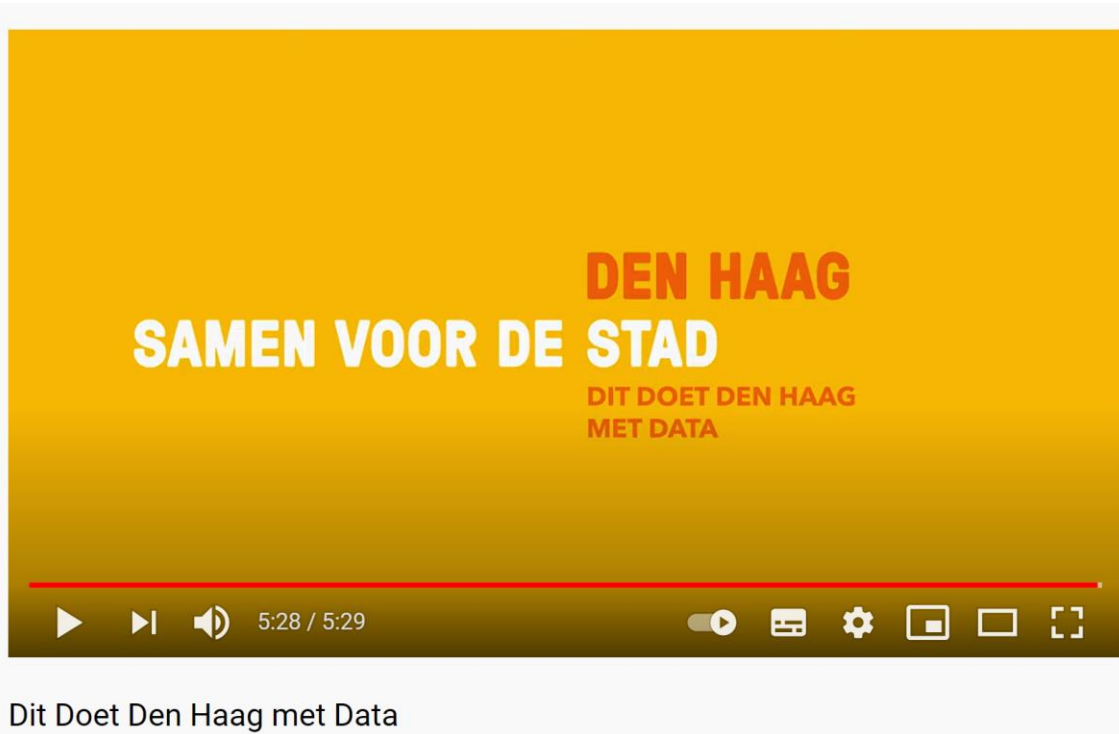 DEN HAAG
SAMEN VOOR DE STAD
DIT DOET DEN HAAG
MET DATA
5:28 / 5:29
Dit Doet Den Haag met Data